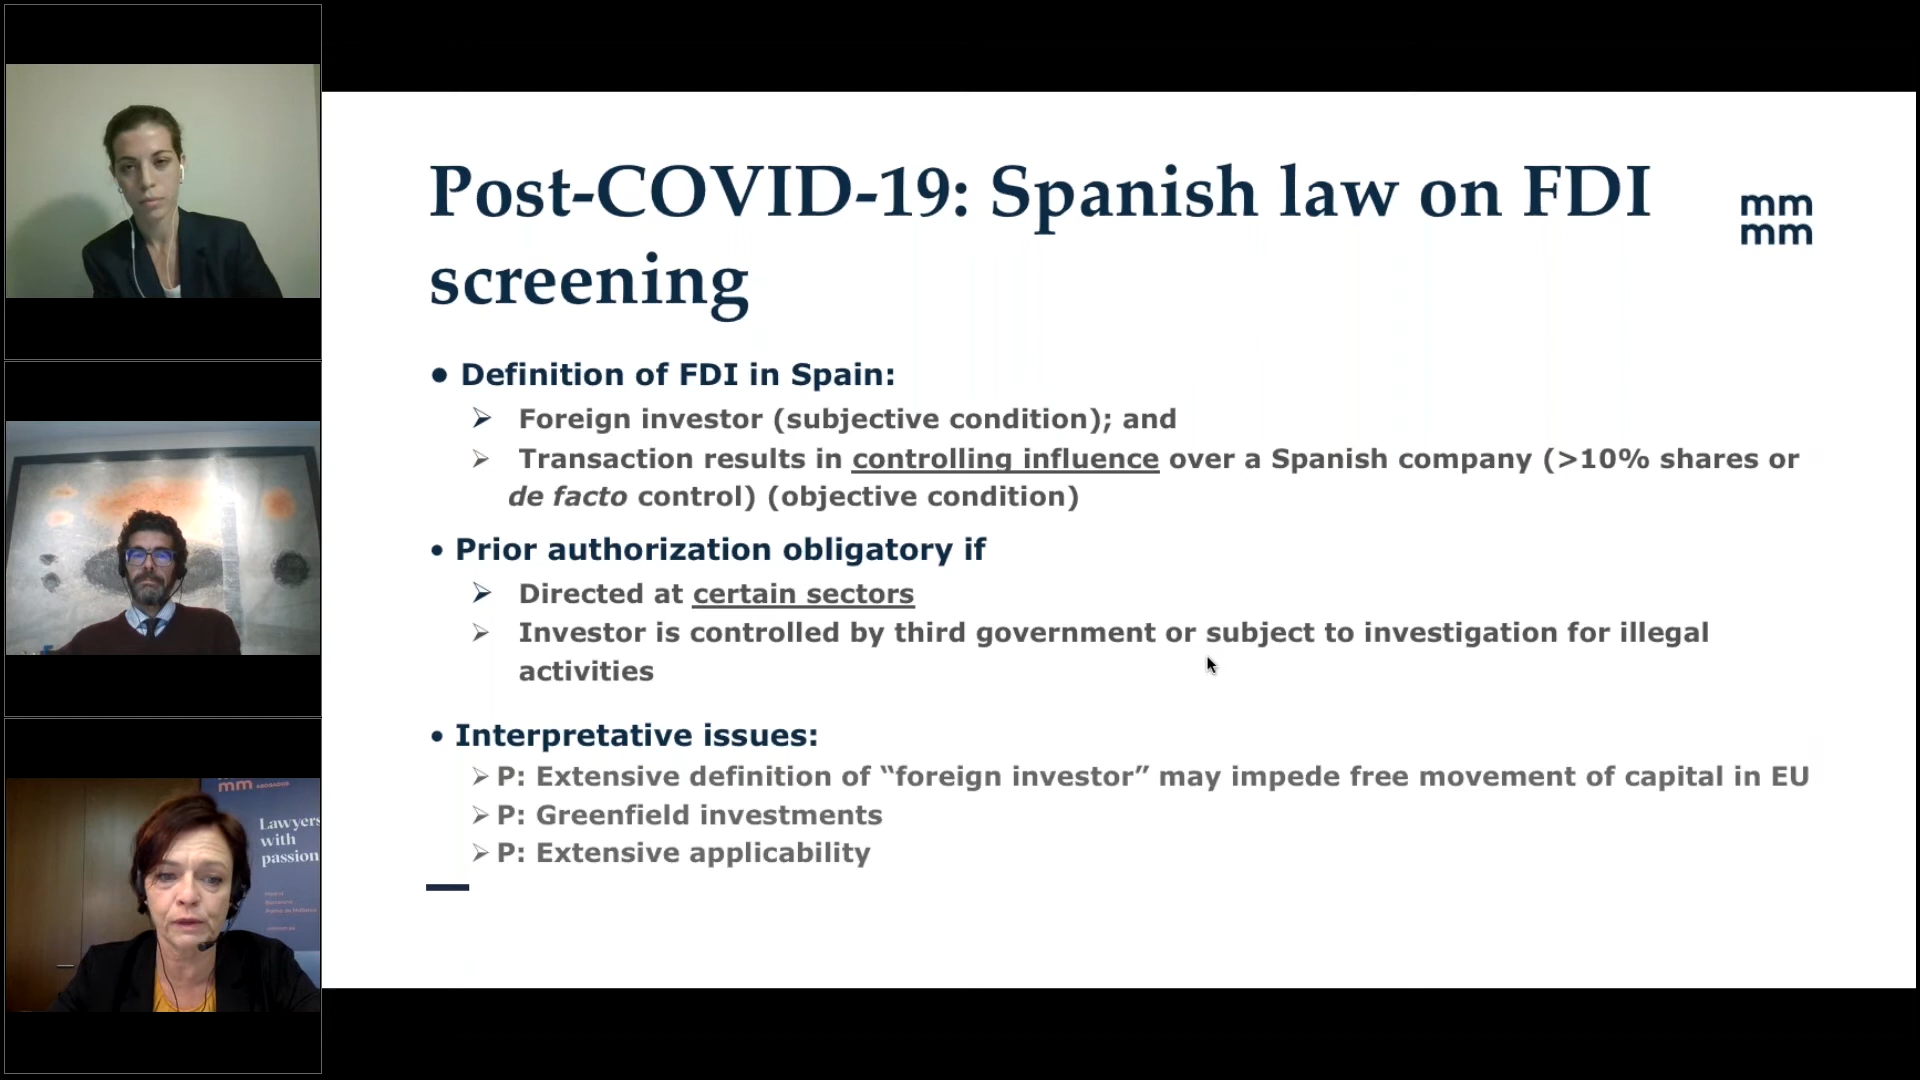 Post-COVID-19: Spanish law on FDI
screening
mm
mm
• Definition of FDI in Spain:
➢ Foreign investor (subjective condition); and
➢ Transaction results in controlling influence over a Spanish company (>10% shares or
de facto control) (objective condition)
• Prior authorization obligatory if
➢ Directed at certain sectors
➢ Investor is controlled by third government or subject to investigation for illegal
activities
• Interpretative issues:
➢ P: Extensive definition of “foreign investor” may impede free movement of capital in EU
➢ P: Greenfield investments
➢ P: Extensive applicability
mm
Lawyers
with
passion